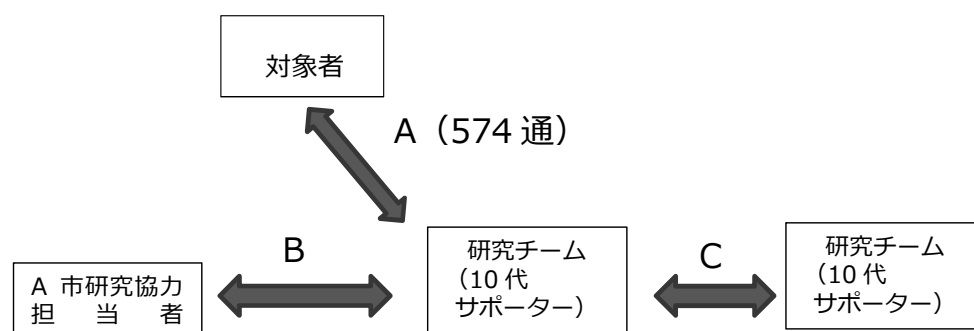 対象者
A（574 通）
B
C
A 市研究協力
担当者
研究チーム
（10 代
サポーター）
研究チーム
（10 代
サポーター）